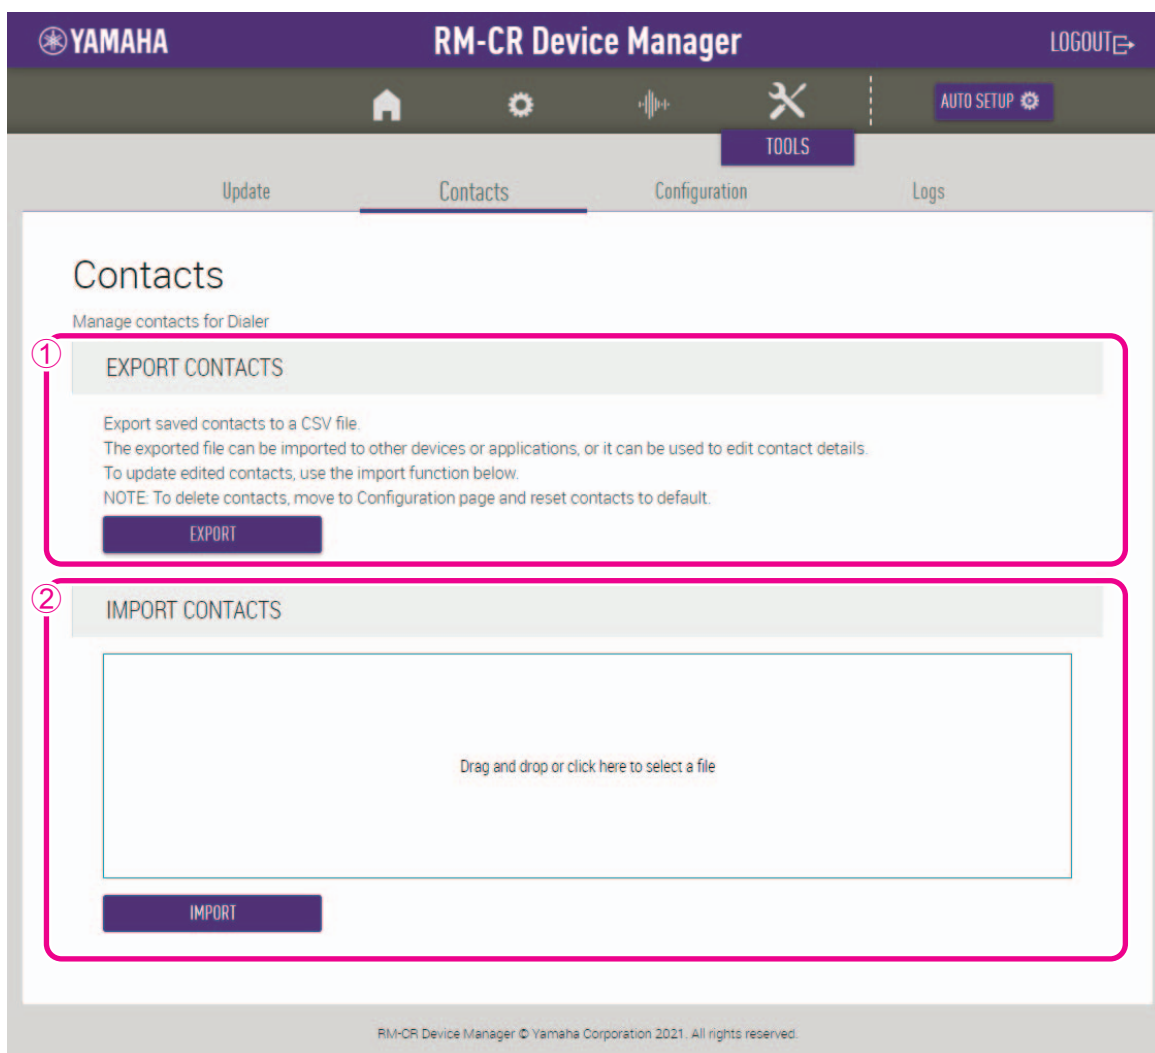 YAMAHA RM-CR Device Manager LOGOUT
AUTO SETUP
TOOLS
Update Contacts Configuration Logs
Contacts
Manage contacts for Dialer
1
EXPORT CONTACTS
Export saved contacts to a CSV file.
The exported file can be imported to other devices or applications, or it can be used to edit contact details.
To update edited contacts, use the import function below.
NOTE: To delete contacts, move to Configuration page and reset contacts to default.
EXPORT
2
IMPORT CONTACTS
Drag and drop or click here to select a file
IMPORT
RM-CR Device Manager © Yamaha Corporation 2021. All rights reserved.